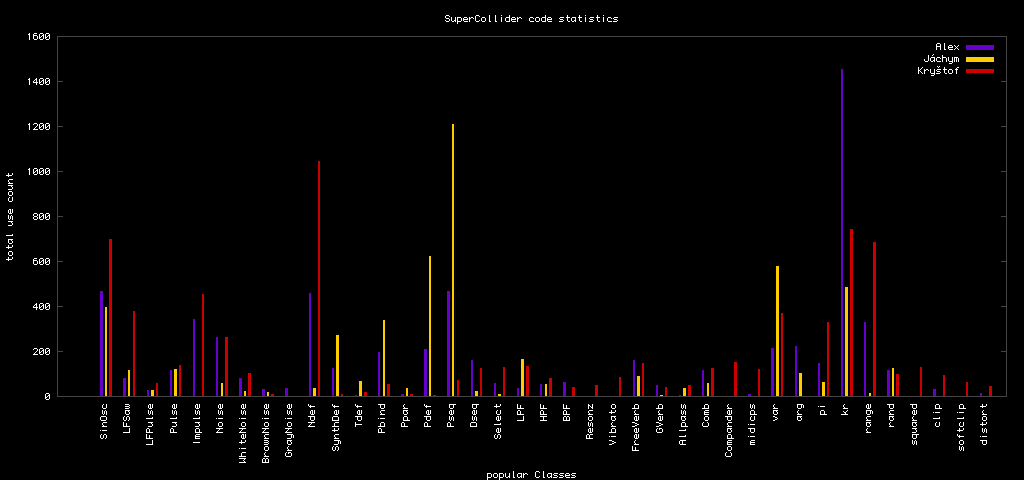 SuperCollider code statistics
1600
1400
1200
1000
800
600
400
200
0
total use count
Alex
Jáchym
Kryštof
SinOsc
LFSaw
LFPulse
Pulse
Impulse
Noise
WhiteNoise
BrownNoise
GrayNoise
Ndef
SynthDef
Tdef
Pbind
Ppar
Pdef
Pseq
Dseq
Select
LPF
HPF
BPF
Resonz
Vibrato
FreeVerb
GVerb
Allpass
Comb
Compander
midicps
var
arg
pi
kr
range
rand
squared
clip
softclip
distort
popular Classes